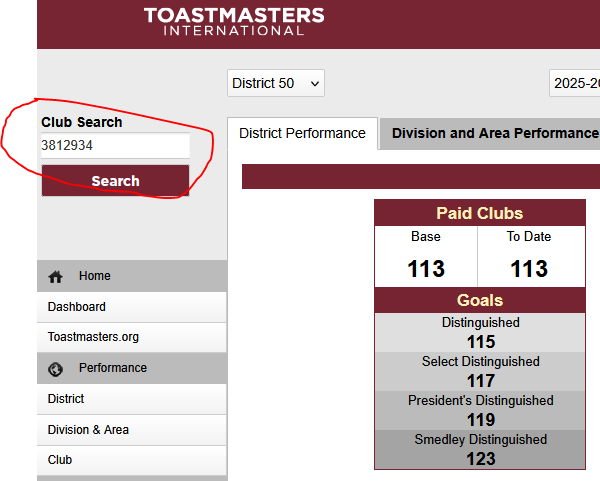 TOASTMASTERS
INTERNATIONAL
District 50
2025-20
Club Search
3812934
Search
District Performance
Division and Area Performance
Paid Clubs
Base
To Date
113
113
Goals
Distinguished
115
Select Distinguished
117
President's Distinguished
119
Smedley Distinguished
123
Home
Dashboard
Toastmasters.org
Performance
District
Division & Area
Club